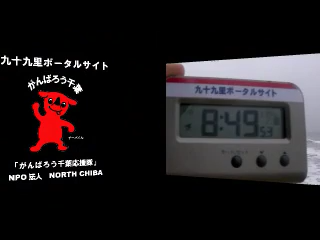 九十九里ポータルサイト
がんばろう千葉
「がんばろう千葉応援隊」
NPO 法人 NORTH CHIBA
九十九里ポータルサイト
8:49 53